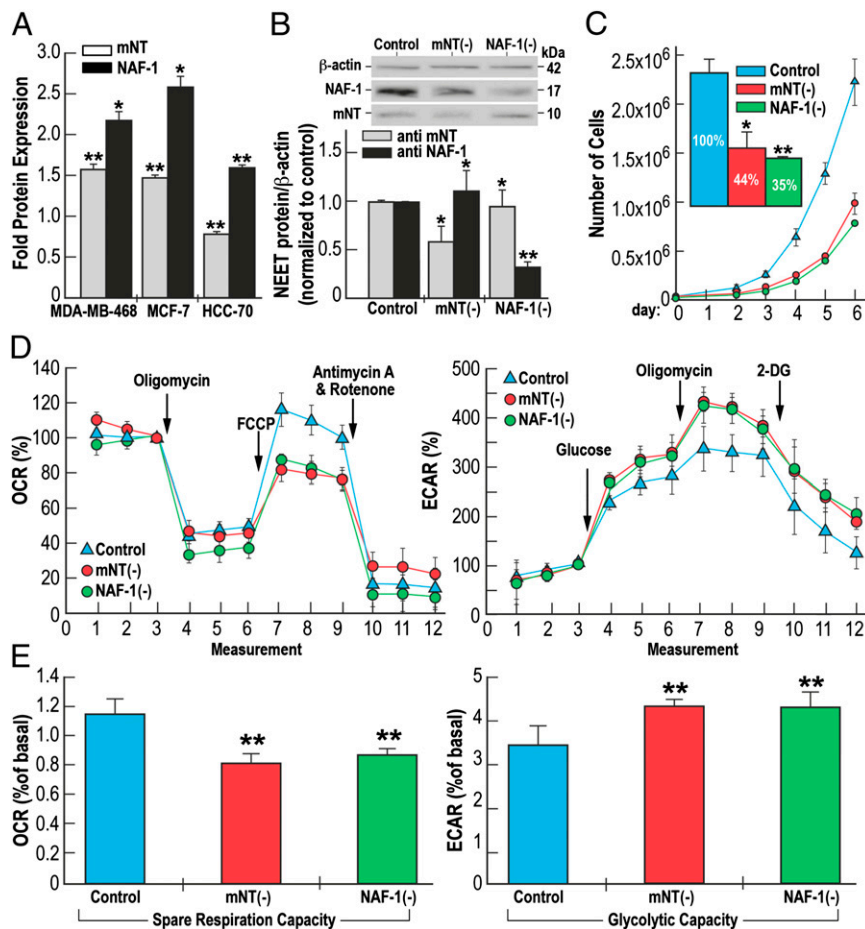 A
mNT
NAF-1
Fold Protein Expression
3.0
2.5
2.0
1.5
1.0
0.5
0
**
*
**
*
**
**
MDA-MB-468 MCF-7 HCC-70
B
Control mNT(-) NAF-1(-) kDa
β-actin 42
NAF-1 17
mNT 10
anti mNT
anti NAF-1
NEET protein/β-actin
(normalized to control)
2.0
1.5
1.0
0.5
0
*
*
*
**
Control mNT(-) NAF-1(-)
C
Number of Cells
2.5x10⁶
2.0x10⁶
1.5x10⁶
1.0x10⁶
0.5x10⁶
Control
mNT(-)
NAF-1(-)
100%
*
44%
**
35%
day: 0 1 2 3 4 5 6
D
OCR (%)
140
120
100
80
60
40
20
0
Oligomycin
FCCP
Antimycin A
& Rotenone
Control
mNT(-)
NAF-1(-)
0 1 2 3 4 5 6 7 8 9 10 11 12
Measurement
ECAR (%)
500
400
300
200
100
0
Control
mNT(-)
NAF-1(-)
Glucose
Oligomycin
2-DG
0 1 2 3 4 5 6 7 8 9 10 11 12
Measurement
E
OCR (%of basal)
1.4
1.2
1.0
0.8
0.6
0.4
0.2
0
**
**
Control mNT(-) NAF-1(-)
Spare Respiration Capacity
ECAR (%of basal)
5
4
4
3
2
1
0
**
**
Control mNT(-) NAF-1(-)
Glycolytic Capacity